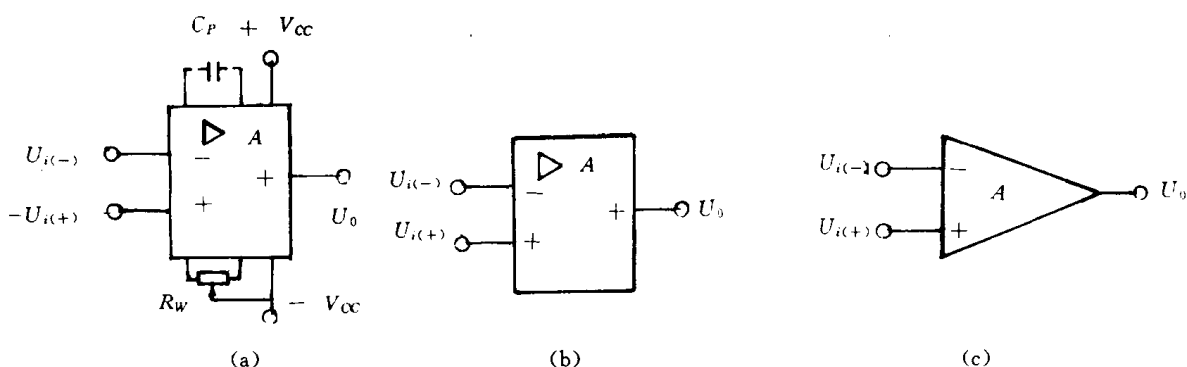 C_P + V_CC
▷ A
U_i(-) -
+ U_0
-U_i(+) +
R_W - V_CC
(a)
▷ A
U_i(-) -
+ U_0
U_i(+) +
(b)
U_i(-) -
A U_0
U_i(+) +
(c)